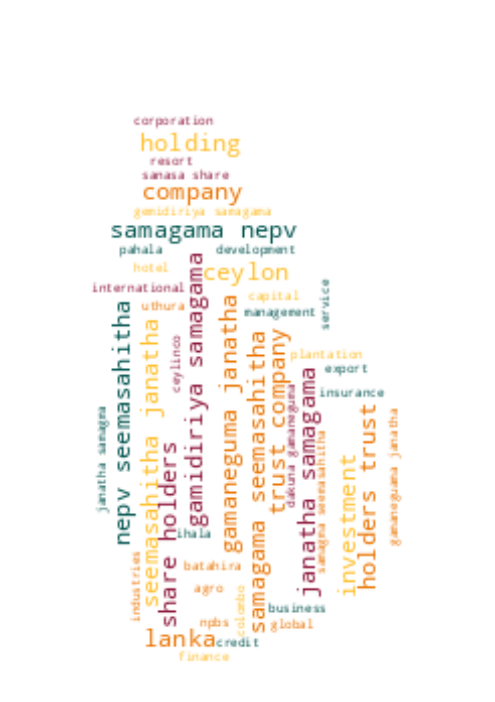 corporation
holding
resort
sanasa share
company
gemidiriya samagama
samagama nepv
pahala
development
hotel
ceylon
international
capital
uthura
management
service
gamidiriya samagama
nepv seemasahitha
seemasahitha janatha
ceylinco
gamaneguma janatha
samagama seemasahitha
trust company
plantation
export
insurance
janatha samagama
dakuna gamaneguma
samagma seemasahitha
janatha samagma
share holders
investment
holders trust
gamaneguama janatha
ihala
batahira
industries
agro
colombo
business
npbs
global
lanka
credit
finance